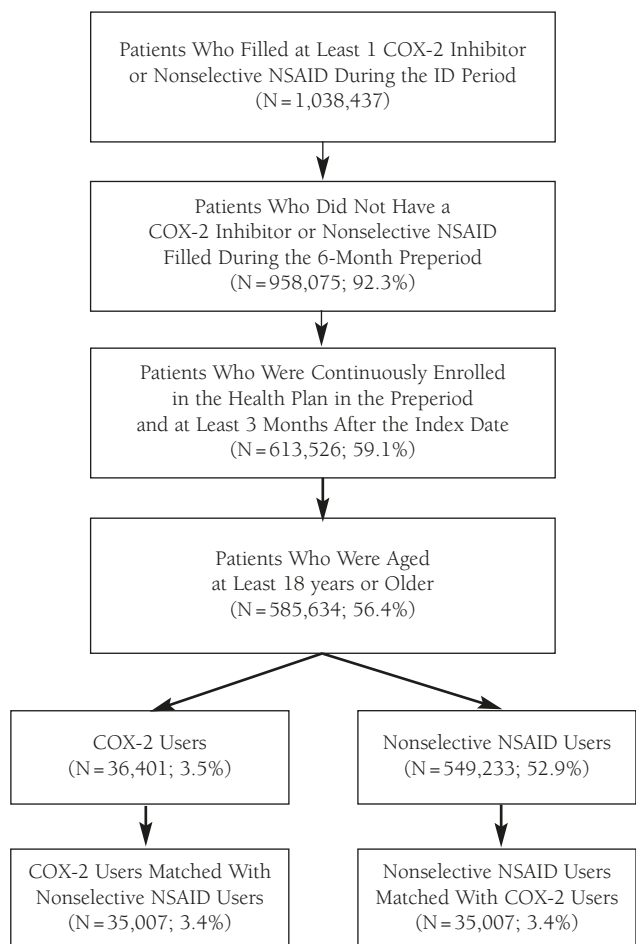 Patients Who Filled at Least 1 COX-2 Inhibitor
or Nonselective NSAID During the ID Period
(N=1,038,437)
Patients Who Did Not Have a
COX-2 Inhibitor or Nonselective NSAID
Filled During the 6-Month Preperiod
(N=958,075; 92.3%)
Patients Who Were Continuously Enrolled
in the Health Plan in the Preperiod
and at Least 3 Months After the Index Date
(N=613,526; 59.1%)
Patients Who Were Aged
at Least 18 years or Older
(N=585,634; 56.4%)
COX-2 Users
(N=36,401; 3.5%)
Nonselective NSAID Users
(N=549,233; 52.9%)
COX-2 Users Matched With
Nonselective NSAID Users
(N=35,007; 3.4%)
Nonselective NSAID Users
Matched With COX-2 Users
(N=35,007; 3.4%)